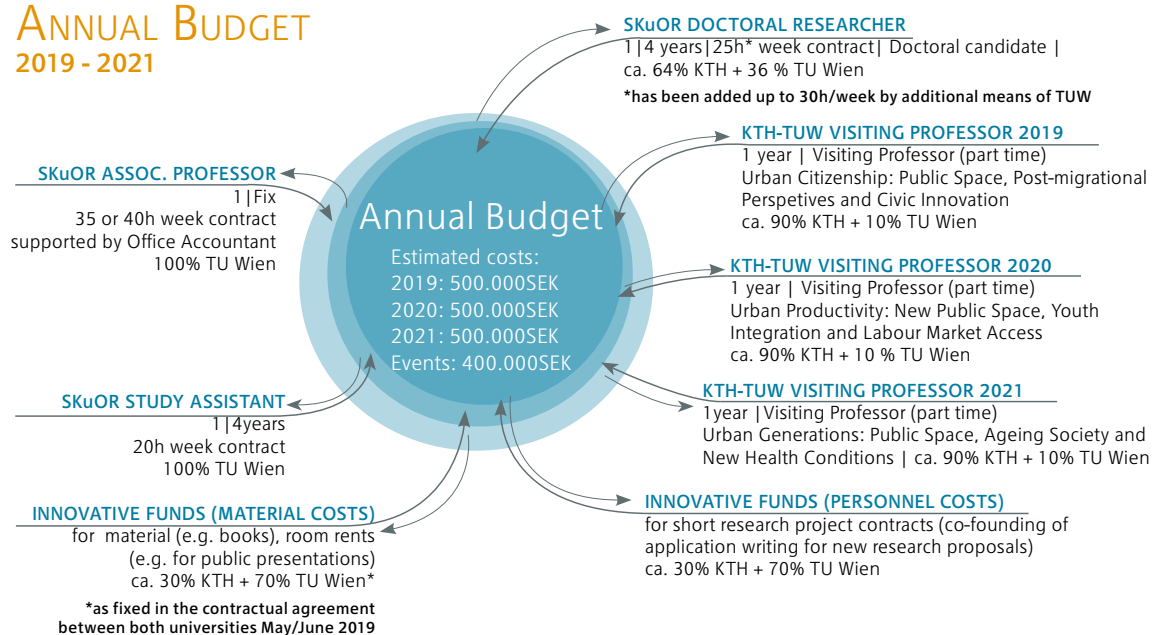 ANNUAL BUDGET
2019 - 2021
SKuOR DOCTORAL RESEARCHER
1|4 years|25h* week contract| Doctoral candidate |
ca. 64% KTH + 36 % TU Wien
*has been added up to 30h/week by additional means of TUW
KTH-TUW VISITING PROFESSOR 2019
1 year | Visiting Professor (part time)
Urban Citizenship: Public Space, Post-migrational
Perspetives and Civic Innovation
ca. 90% KTH + 10% TU Wien
SKuOR ASSOC. PROFESSOR
1|Fix
35 or 40h week contract
supported by Office Accountant
100% TU Wien
Annual Budget
Estimated costs:
2019: 500.000SEK
2020: 500.000SEK
2021: 500.000SEK
Events: 400.000SEK
KTH-TUW VISITING PROFESSOR 2020
1 year | Visiting Professor (part time)
Urban Productivity: New Public Space, Youth
Integration and Labour Market Access
ca. 90% KTH + 10 % TU Wien
KTH-TUW VISITING PROFESSOR 2021
1year |Visiting Professor (part time)
Urban Generations: Public Space, Ageing Society and
New Health Conditions | ca. 90% KTH + 10% TU Wien
SKuOR STUDY ASSISTANT
1|4years
20h week contract
100% TU Wien
INNOVATIVE FUNDS (MATERIAL COSTS)
for  material (e.g. books), room rents
(e.g. for public presentations)
ca. 30% KTH + 70% TU Wien*
*as fixed in the contractual agreement
between both universities May/June 2019
INNOVATIVE FUNDS (PERSONNEL COSTS)
for short research project contracts (co-founding of
application writing for new research proposals)
ca. 30% KTH + 70% TU Wien